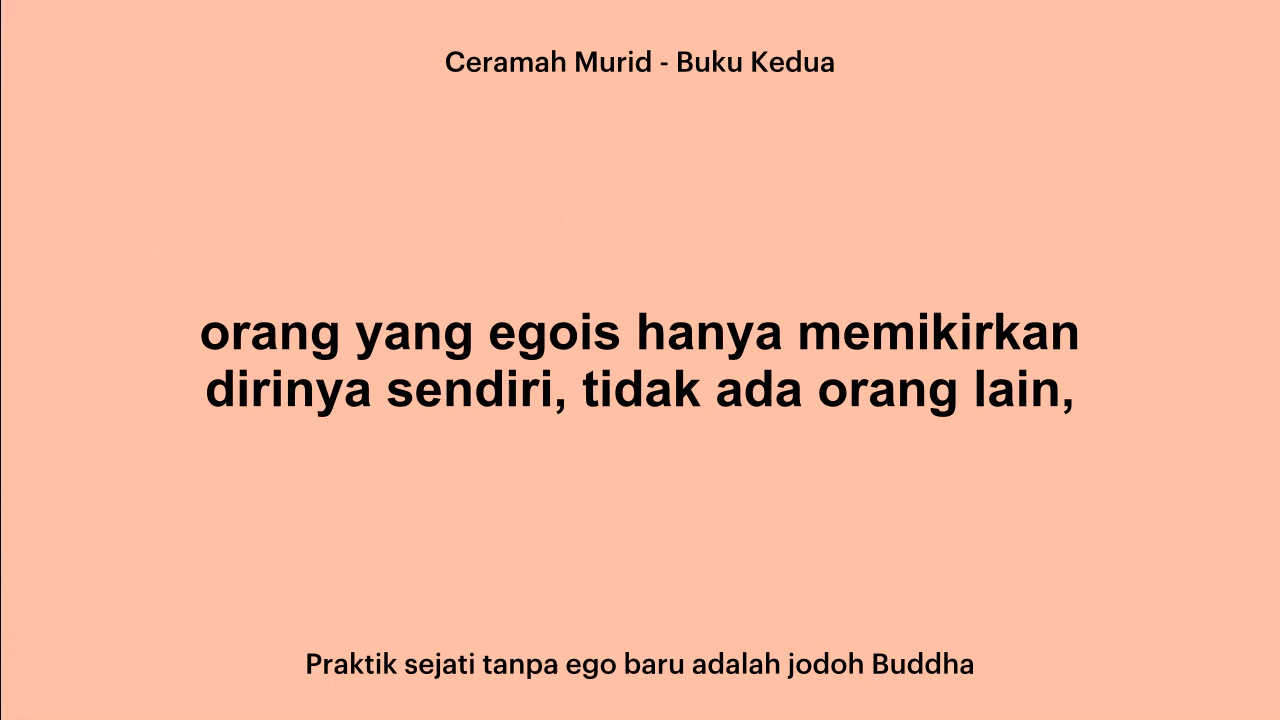 Ceramah Murid - Buku Kedua
orang yang egois hanya memikirkan
dirinya sendiri, tidak ada orang lain,
Praktik sejati tanpa ego baru adalah jodoh Buddha